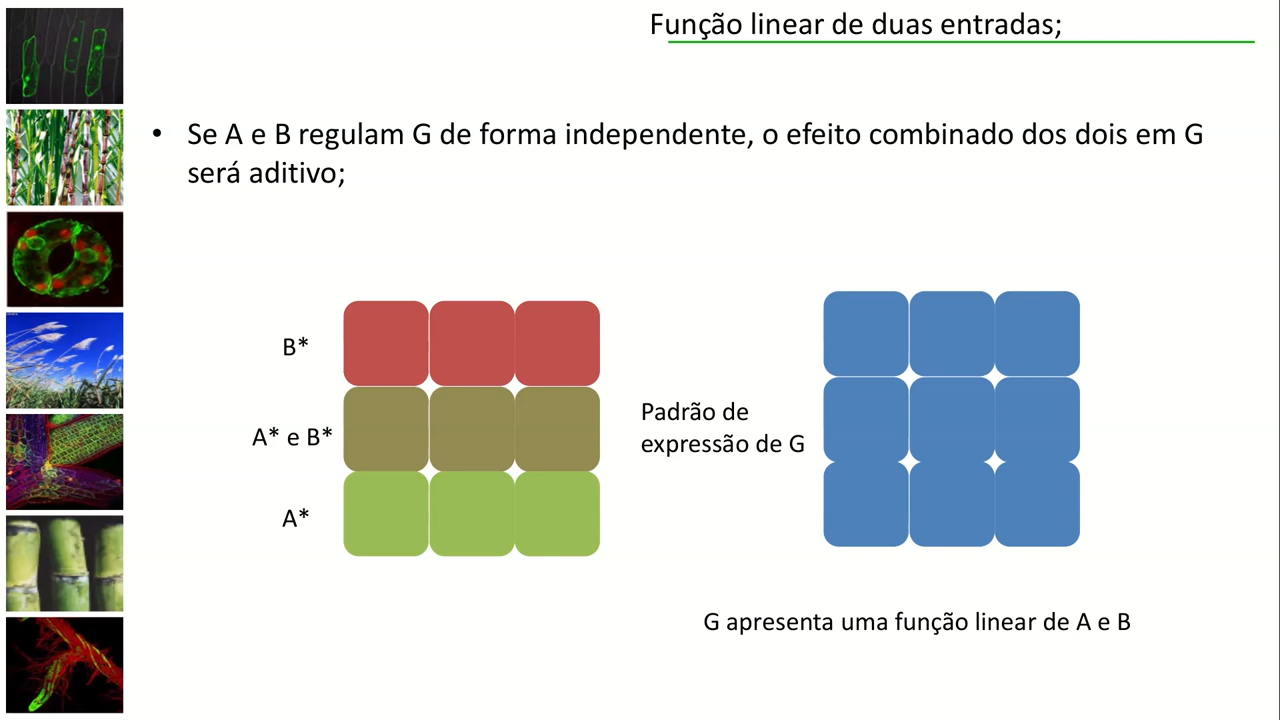 Função linear de duas entradas;
• Se A e B regulam G de forma independente, o efeito combinado dos dois em G
será aditivo;
B*
A* e B*
A*
Padrão de
expressão de G
G apresenta uma função linear de A e B